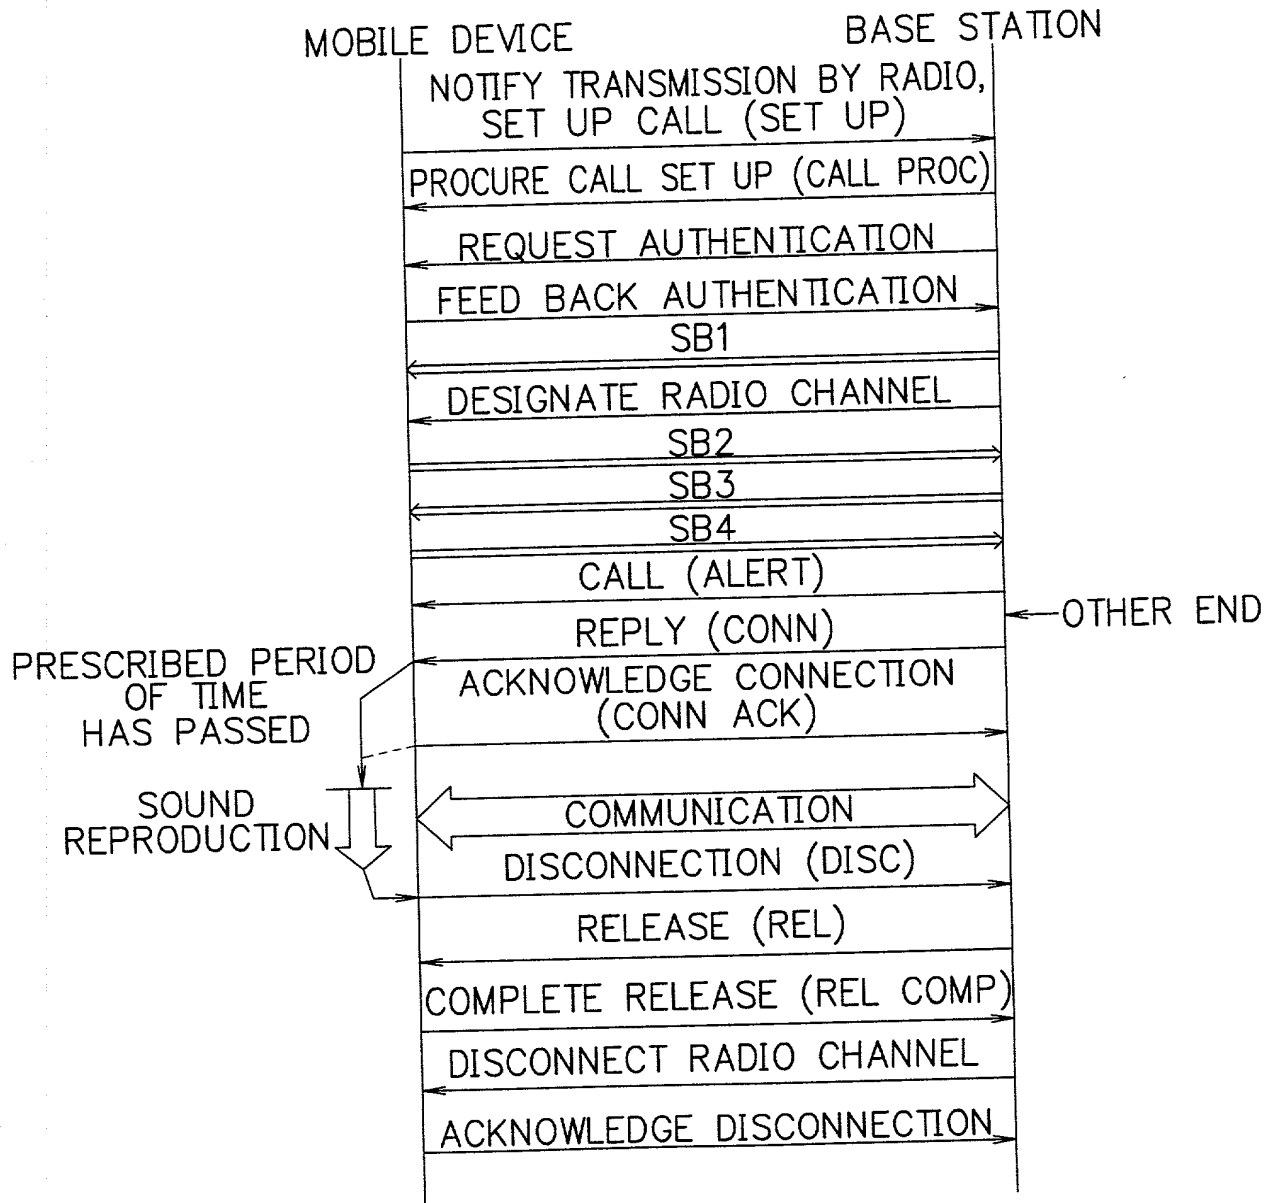 MOBILE DEVICE
BASE STATION
NOTIFY TRANSMISSION BY RADIO,
SET UP CALL (SET UP)
PROCURE CALL SET UP (CALL PROC)
REQUEST AUTHENTICATION
FEED BACK AUTHENTICATION
SB1
DESIGNATE RADIO CHANNEL
SB2
SB3
SB4
CALL (ALERT)
OTHER END
REPLY (CONN)
PRESCRIBED PERIOD
OF TIME
HAS PASSED
ACKNOWLEDGE CONNECTION
(CONN ACK)
SOUND
REPRODUCTION
COMMUNICATION
DISCONNECTION (DISC)
RELEASE (REL)
COMPLETE RELEASE (REL COMP)
DISCONNECT RADIO CHANNEL
ACKNOWLEDGE DISCONNECTION